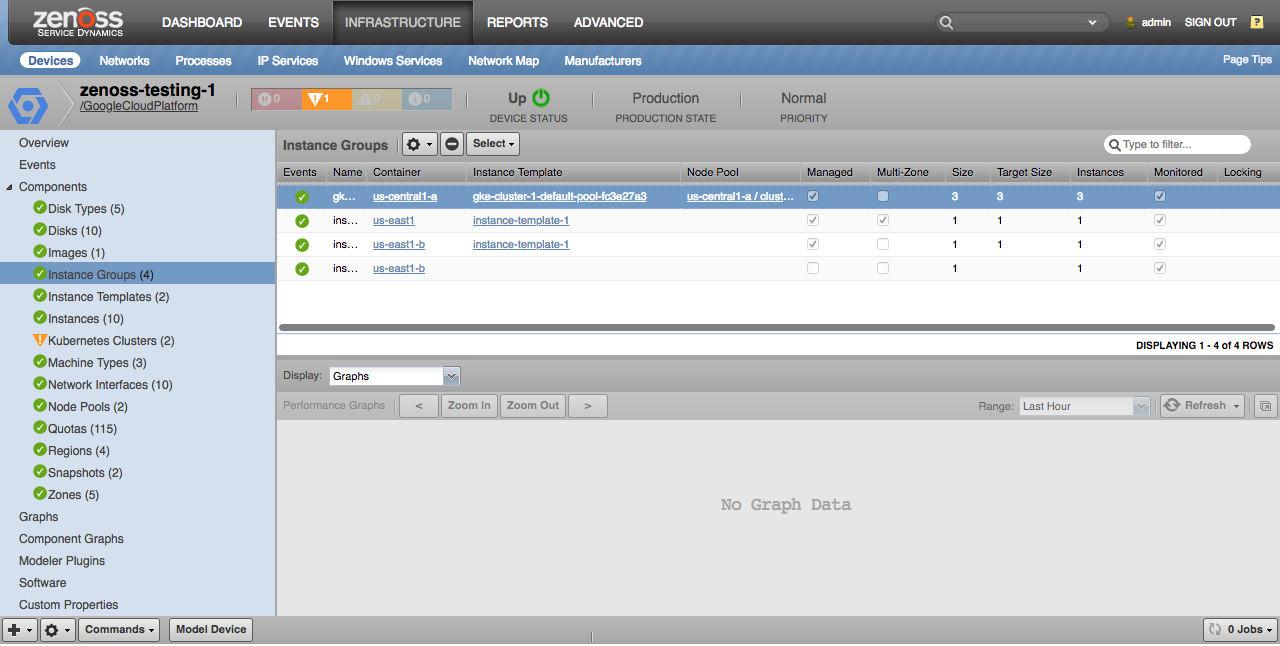 zenoss
SERVICE DYNAMICS
DASHBOARD EVENTS INFRASTRUCTURE REPORTS ADVANCED
admin SIGN OUT ?
Devices Networks Processes IP Services Windows Services Network Map Manufacturers Page Tips
zenoss-testing-1
/GoogleCloudPlatform
0 1 0 0
Up Production Normal
DEVICE STATUS PRODUCTION STATE PRIORITY
Overview
Events
Components
Disk Types (5)
Disks (10)
Images (1)
Instance Groups (4)
Instance Templates (2)
Instances (10)
Kubernetes Clusters (2)
Machine Types (3)
Network Interfaces (10)
Node Pools (2)
Quotas (115)
Regions (4)
Snapshots (2)
Zones (5)
Graphs
Component Graphs
Modeler Plugins
Software
Custom Properties
Instance Groups Select Type to filter...
Events Name Container Instance Template Node Pool Managed Multi-Zone Size Target Size Instances Monitored Locking
gk... us-central1-a gke-cluster-1-default-pool-fc3e27a3 us-central1-a / clust... 3 3 3
ins... us-east1 instance-template-1 1 1 1
ins... us-east1-b instance-template-1 1 1 1
ins... us-east1-b 1 1
DISPLAYING 1 - 4 of 4 ROWS
Display: Graphs
Performance Graphs < Zoom In Zoom Out > Range: Last Hour Refresh
No Graph Data
Commands Model Device 0 Jobs